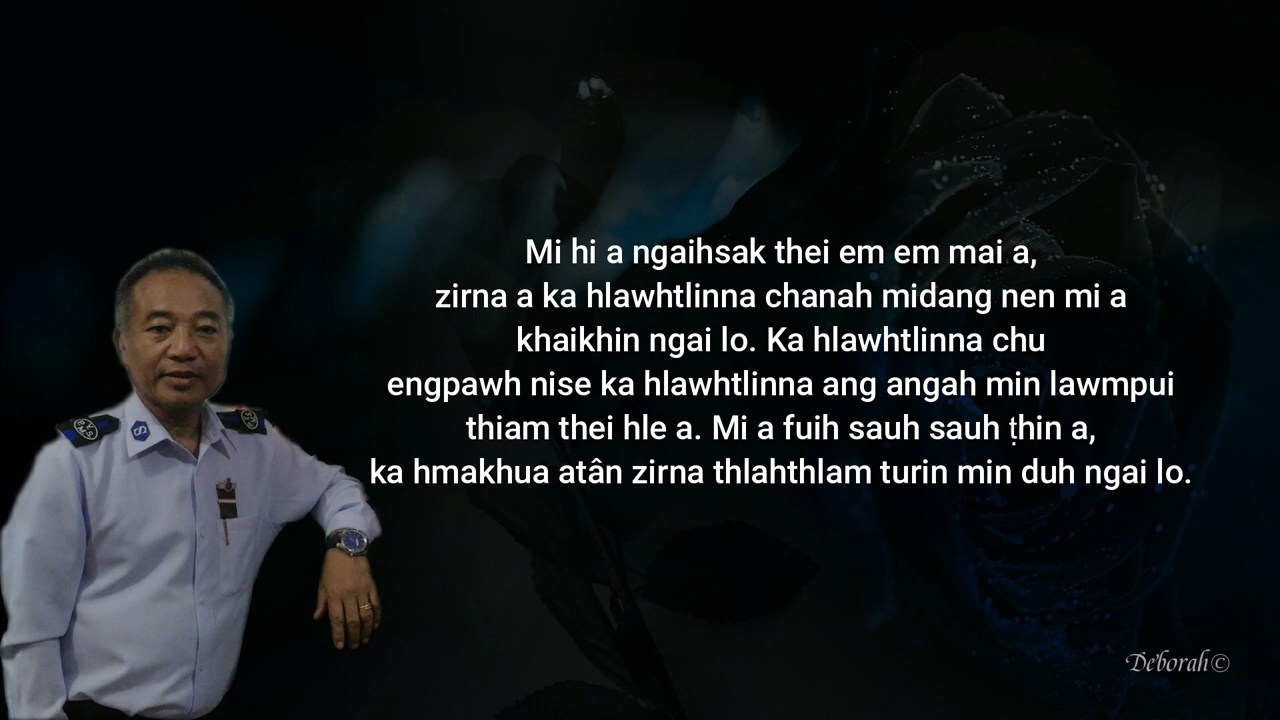 Mi hi a ngaihsak thei em em mai a,
zirna a ka hlawhtlinna chanah midang nen mi a
khaikhin ngai lo. Ka hlawhtlinna chu
engpawh nise ka hlawhtlinna ang angah min lawmpui
thiam thei hle a. Mi a fuih sauh sauh ṭhin a,
ka hmakhua atân zirna thlahthlam turin min duh ngai lo.
Deborah©